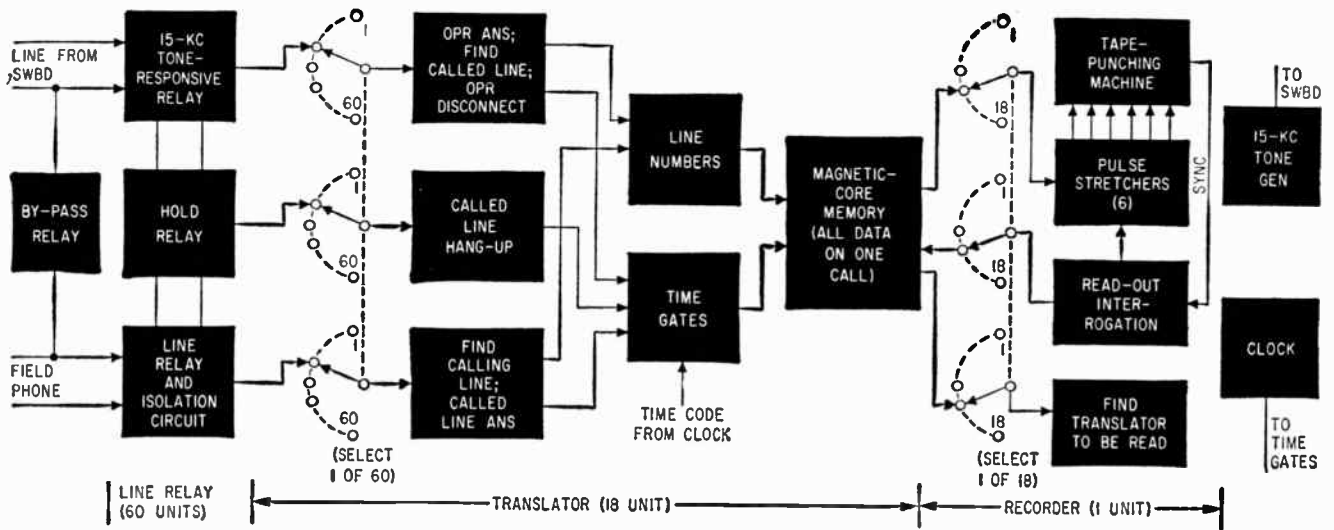 LINE FROM
SWBD
15-KC
TONE-
RESPONSIVE
RELAY
BY-PASS
RELAY
HOLD
RELAY
FIELD
PHONE
LINE
RELAY
AND
ISOLATION
CIRCUIT
1
60
1
60
1
60
(SELECT
1 OF 60)
OPR ANS;
FIND
CALLED LINE;
OPR
DISCONNECT
CALLED
LINE
HANG-UP
FIND
CALLING
LINE;
CALLED
LINE ANS
LINE
NUMBERS
TIME
GATES
TIME CODE
FROM CLOCK
MAGNETIC-
CORE
MEMORY
(ALL DATA
ON ONE
CALL)
1
18
1
18
1
18
(SELECT
1 OF 18)
TAPE-
PUNCHING
MACHINE
PULSE
STRETCHERS
(6)
SYNC
READ-OUT
INTER-
ROGATION
FIND
TRANSLATOR
TO BE READ
TO
SWBD
15-KC
TONE
GEN
CLOCK
TO
TIME
GATES
LINE RELAY
(60 UNITS)
TRANSLATOR (18 UNIT)
RECORDER (1 UNIT)